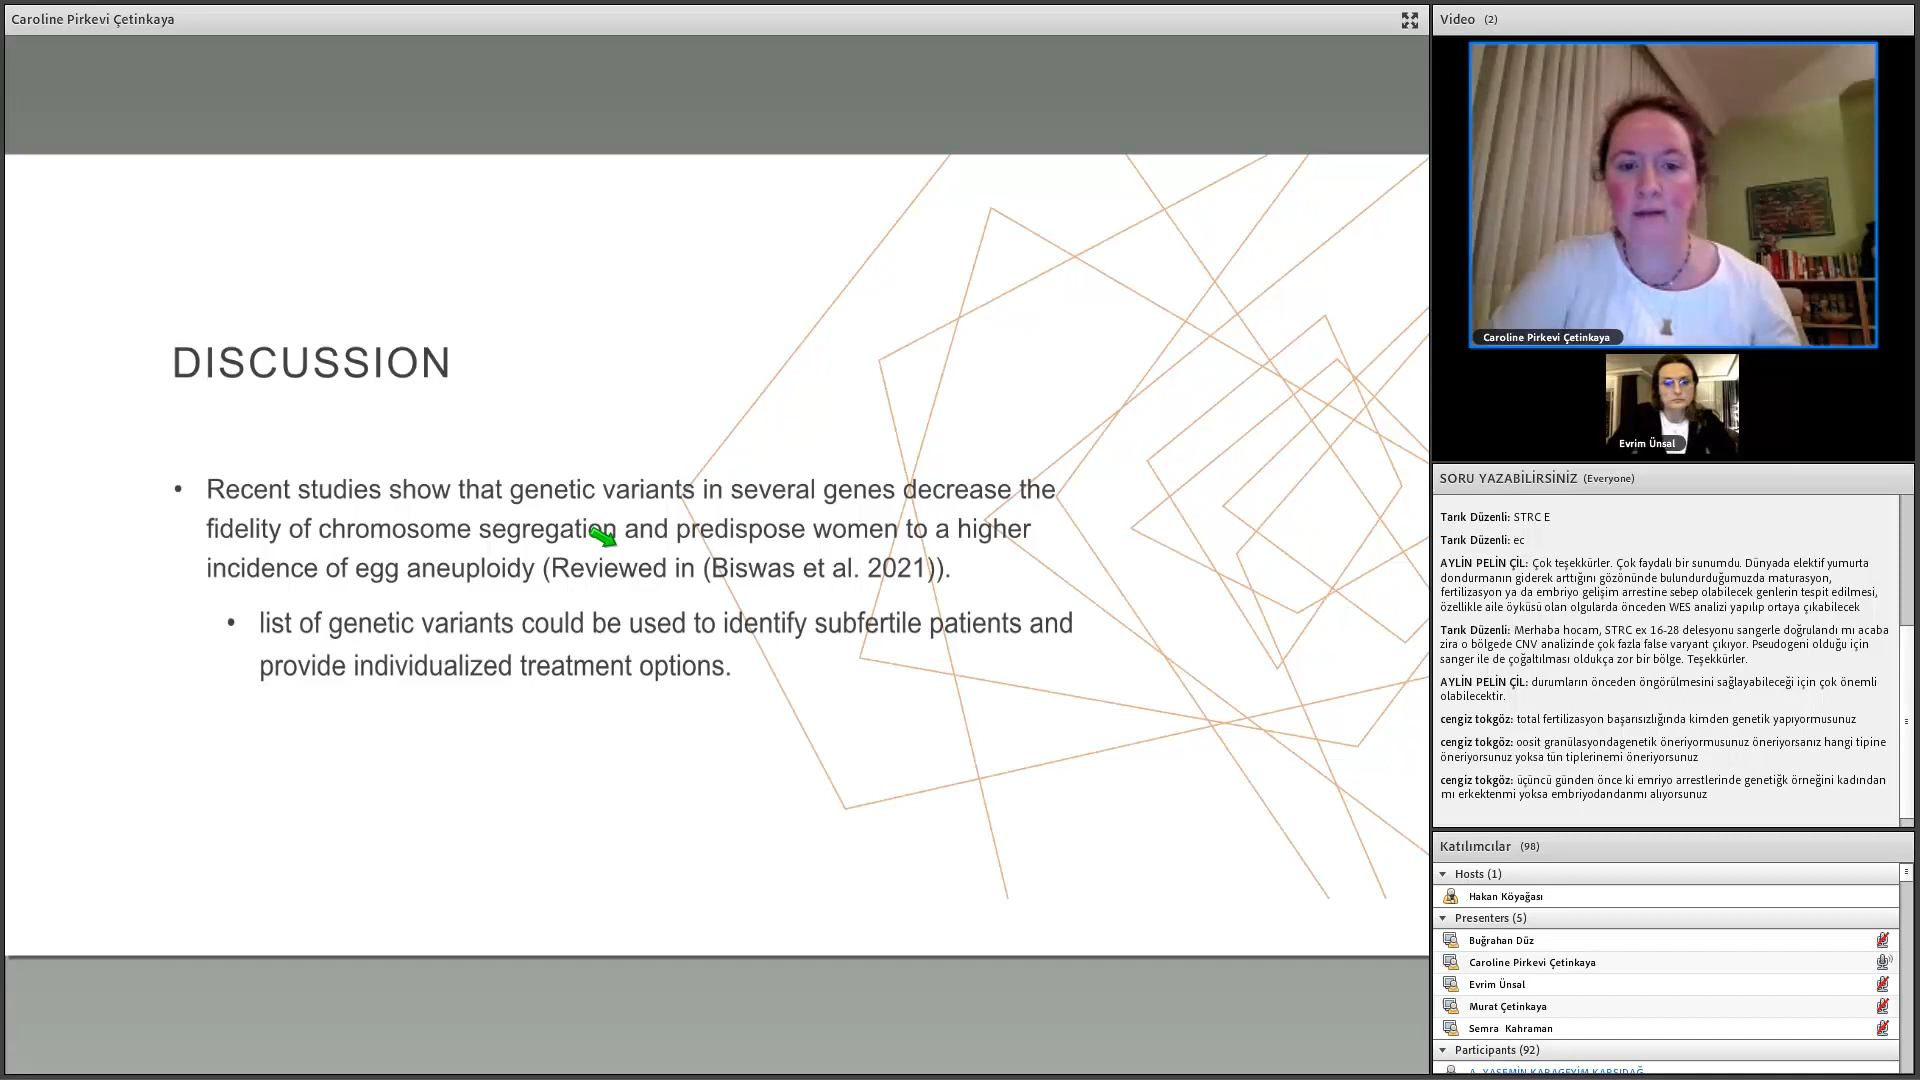 Caroline Pirkevi Çetinkaya
DISCUSSION
• Recent studies show that genetic variants in several genes decrease the
fidelity of chromosome segregation and predispose women to a higher
incidence of egg aneuploidy (Reviewed in (Biswas et al. 2021)).
• list of genetic variants could be used to identify subfertile patients and
provide individualized treatment options.
Video (2)
Caroline Pirkevi Çetinkaya
Evrim Ünsal
SORU YAZABİLİRSİNİZ (Everyone)
Tarık Düzenli: STRC E
Tarık Düzenli: ec
AYLİN PELİN ÇİL: Çok teşekkürler. Çok faydalı bir sunumdu. Dünyada elektif yumurta
dondurmanın giderek arttığını gözönünde bulundurduğumuzda maturasyon,
fertilizasyon ya da embriyo gelişim arrestine sebep olabilecek genlerin tespit edilmesi,
özellikle aile öyküsü olan olgularda önceden WES analizi yapılıp ortaya çıkabilecek
Tarık Düzenli: Merhaba hocam, STRC ex 16-28 delesyonu sangerle doğrulandı mı acaba
zira o bölgede CNV analizinde çok fazla false varyant çıkıyor. Pseudogeni olduğu için
sanger ile de çoğaltılması oldukça zor bir bölge. Teşekkürler.
AYLİN PELİN ÇİL: durumların önceden öngörülmesini sağlayabileceği için çok önemli
olabilecektir.
cengiz tokgöz: total fertilizasyon başarısızlığında kimden genetik yapıyormusunuz
cengiz tokgöz: oosit granülasyondagenetik öneriyormusunuz öneriyorsanız hangi tipine
öneriyorsunuz yoksa tün tiplerinemi öneriyorsunuz
cengiz tokgöz: üçüncü günden önce ki emriyo arrestlerinde genetiğk örneğini kadından
mı erkektenmi yoksa embriyodandanmı alıyorsunuz
Katılımcılar (98)
Hosts (1)
Hakan Köyağası
Presenters (5)
Buğrahan Düz
Caroline Pirkevi Çetinkaya
Evrim Ünsal
Murat Çetinkaya
Semra Kahraman
Participants (92)